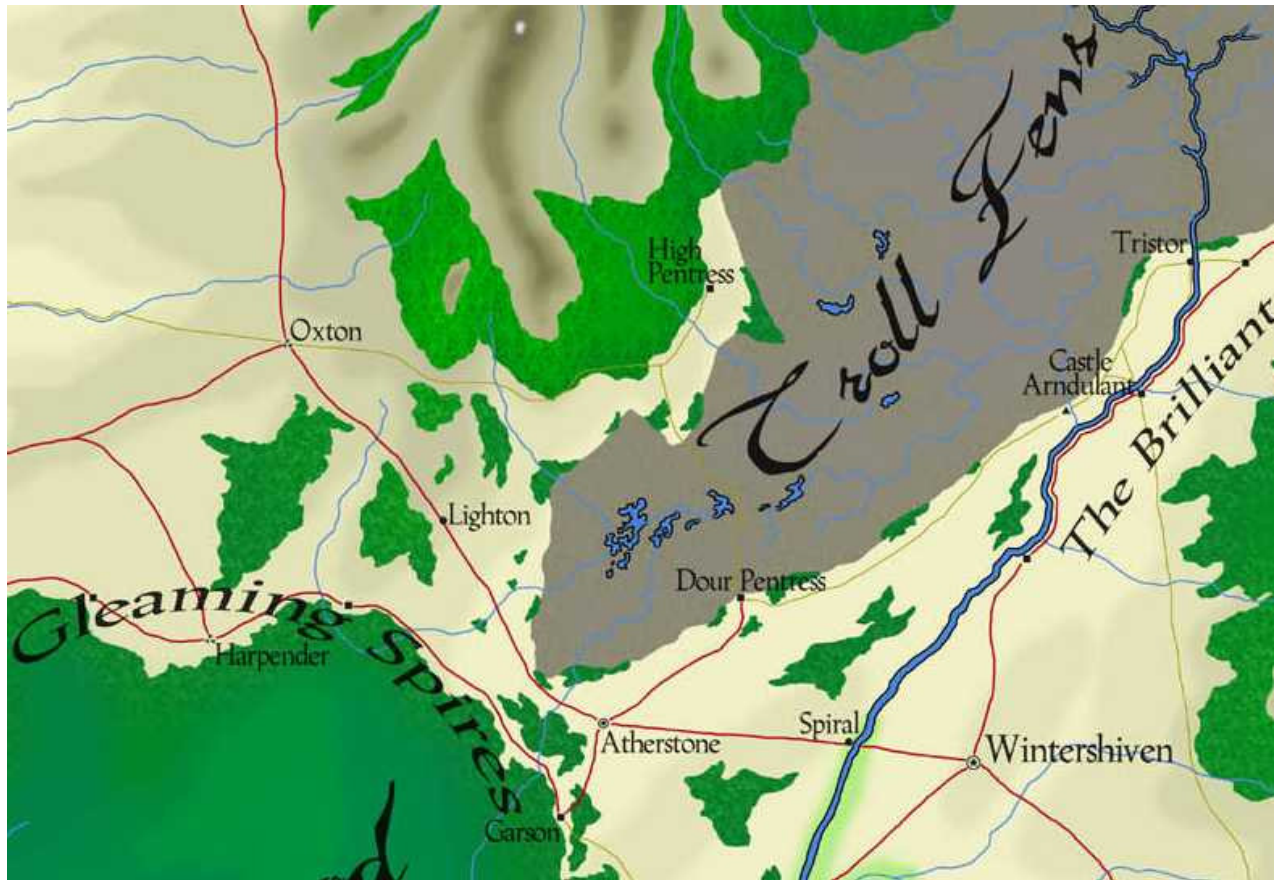 Troll Fens
Tristor
High
Pentress
Oxton
Castle
Arndulant
The Brilliant
Lighton
Dour Pentress
Gleaming Spires
Harpender
Spiral
Atherstone
Wintershiven
Garson